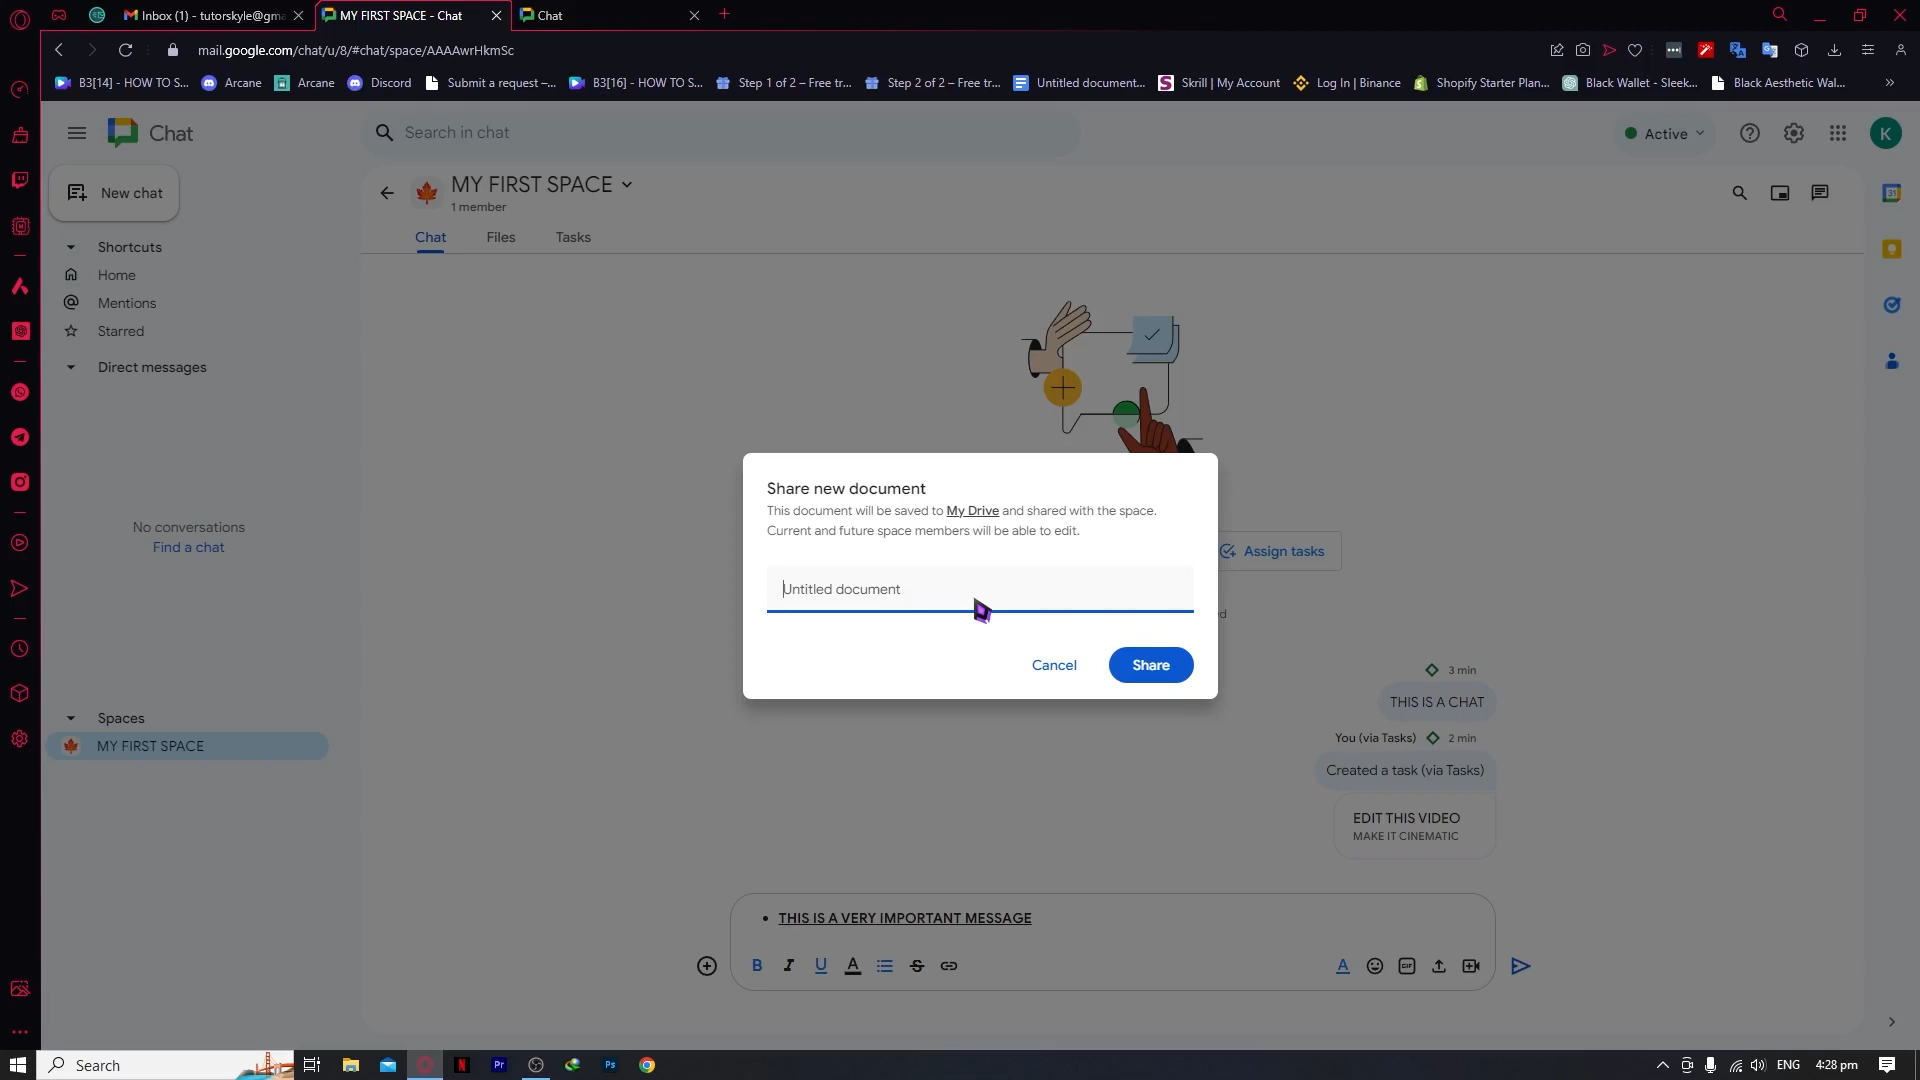 Inbox (1) - tutorskyle@gma
MY FIRST SPACE - Chat
Chat
mail.google.com/chat/u/8/#chat/space/AAAAwrHkmSc
B3[14] - HOW TO S...
Arcane
Arcane
Discord
Submit a request –...
B3[16] - HOW TO S...
Step 1 of 2 – Free tr...
Step 2 of 2 – Free tr...
Untitled document...
Skrill | My Account
Log In | Binance
Shopify Starter Plan...
Black Wallet - Sleek...
Black Aesthetic Wal...
Chat
Search in chat
Active
K
New chat
MY FIRST SPACE
1 member
Chat
Files
Tasks
Shortcuts
Home
Mentions
Starred
Direct messages
No conversations
Find a chat
Spaces
MY FIRST SPACE
Share new document
This document will be saved to My Drive and shared with the space.
Current and future space members will be able to edit.
Untitled document
Cancel
Share
Assign tasks
3 min
THIS IS A CHAT
You (via Tasks)
2 min
Created a task (via Tasks)
EDIT THIS VIDEO
MAKE IT CINEMATIC
• THIS IS A VERY IMPORTANT MESSAGE
B I U A S
A
GIF
Search
N
Pr
Ps
ENG
4:28 pm